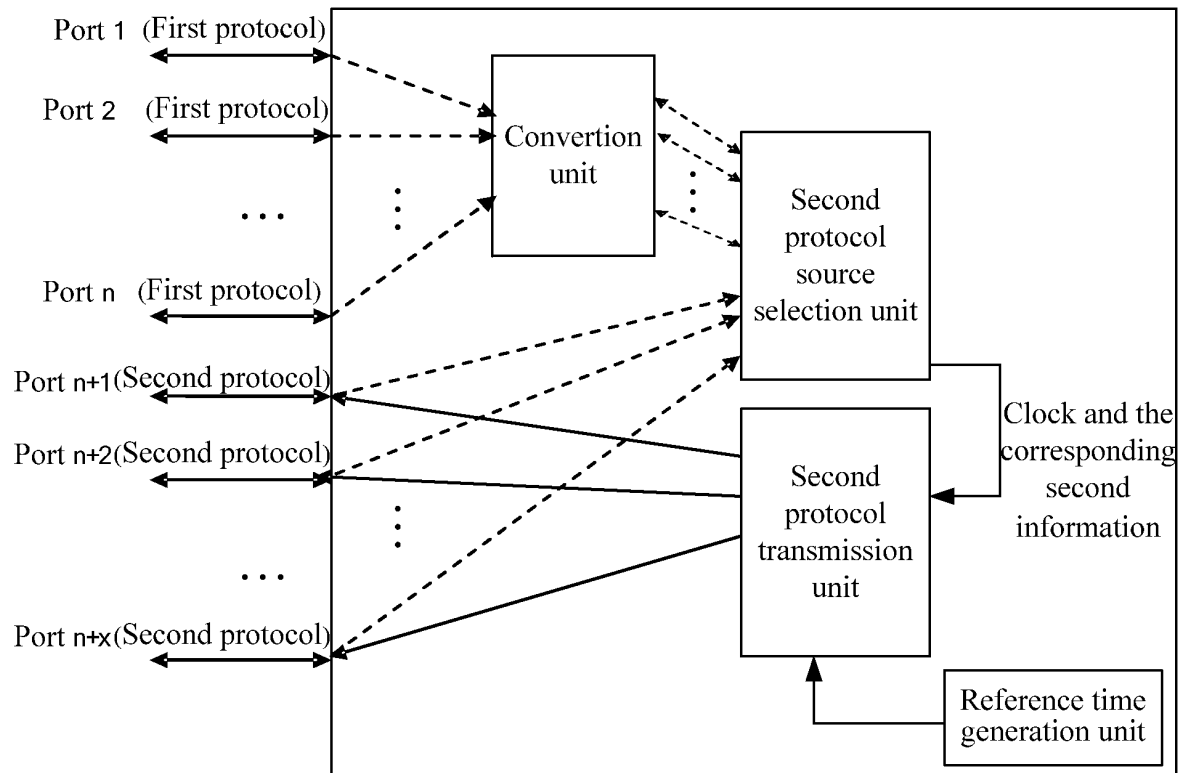 Port 1 (First protocol)
Port 2 (First protocol)
Convertion
unit
Second
protocol
source
selection unit
Port n (First protocol)
Port n+1(Second protocol)
Clock and the
corresponding
second
information
Port n+2(Second protocol)
Second
protocol
transmission
unit
Port n+x(Second protocol)
Reference time
generation unit